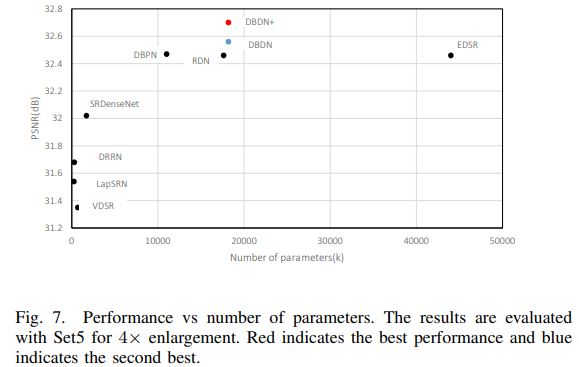 32.8
32.6
32.4
32.2
32
31.8
31.6
31.4
31.2
PSNR(dB)
DBDN+
DBDN
DBPN
RDN
EDSR
SRDenseNet
DRRN
LapSRN
VDSR
0
10000
20000
30000
40000
50000
Number of parameters(k)
Fig. 7. Performance vs number of parameters. The results are evaluated
with Set5 for 4× enlargement. Red indicates the best performance and blue
indicates the second best.